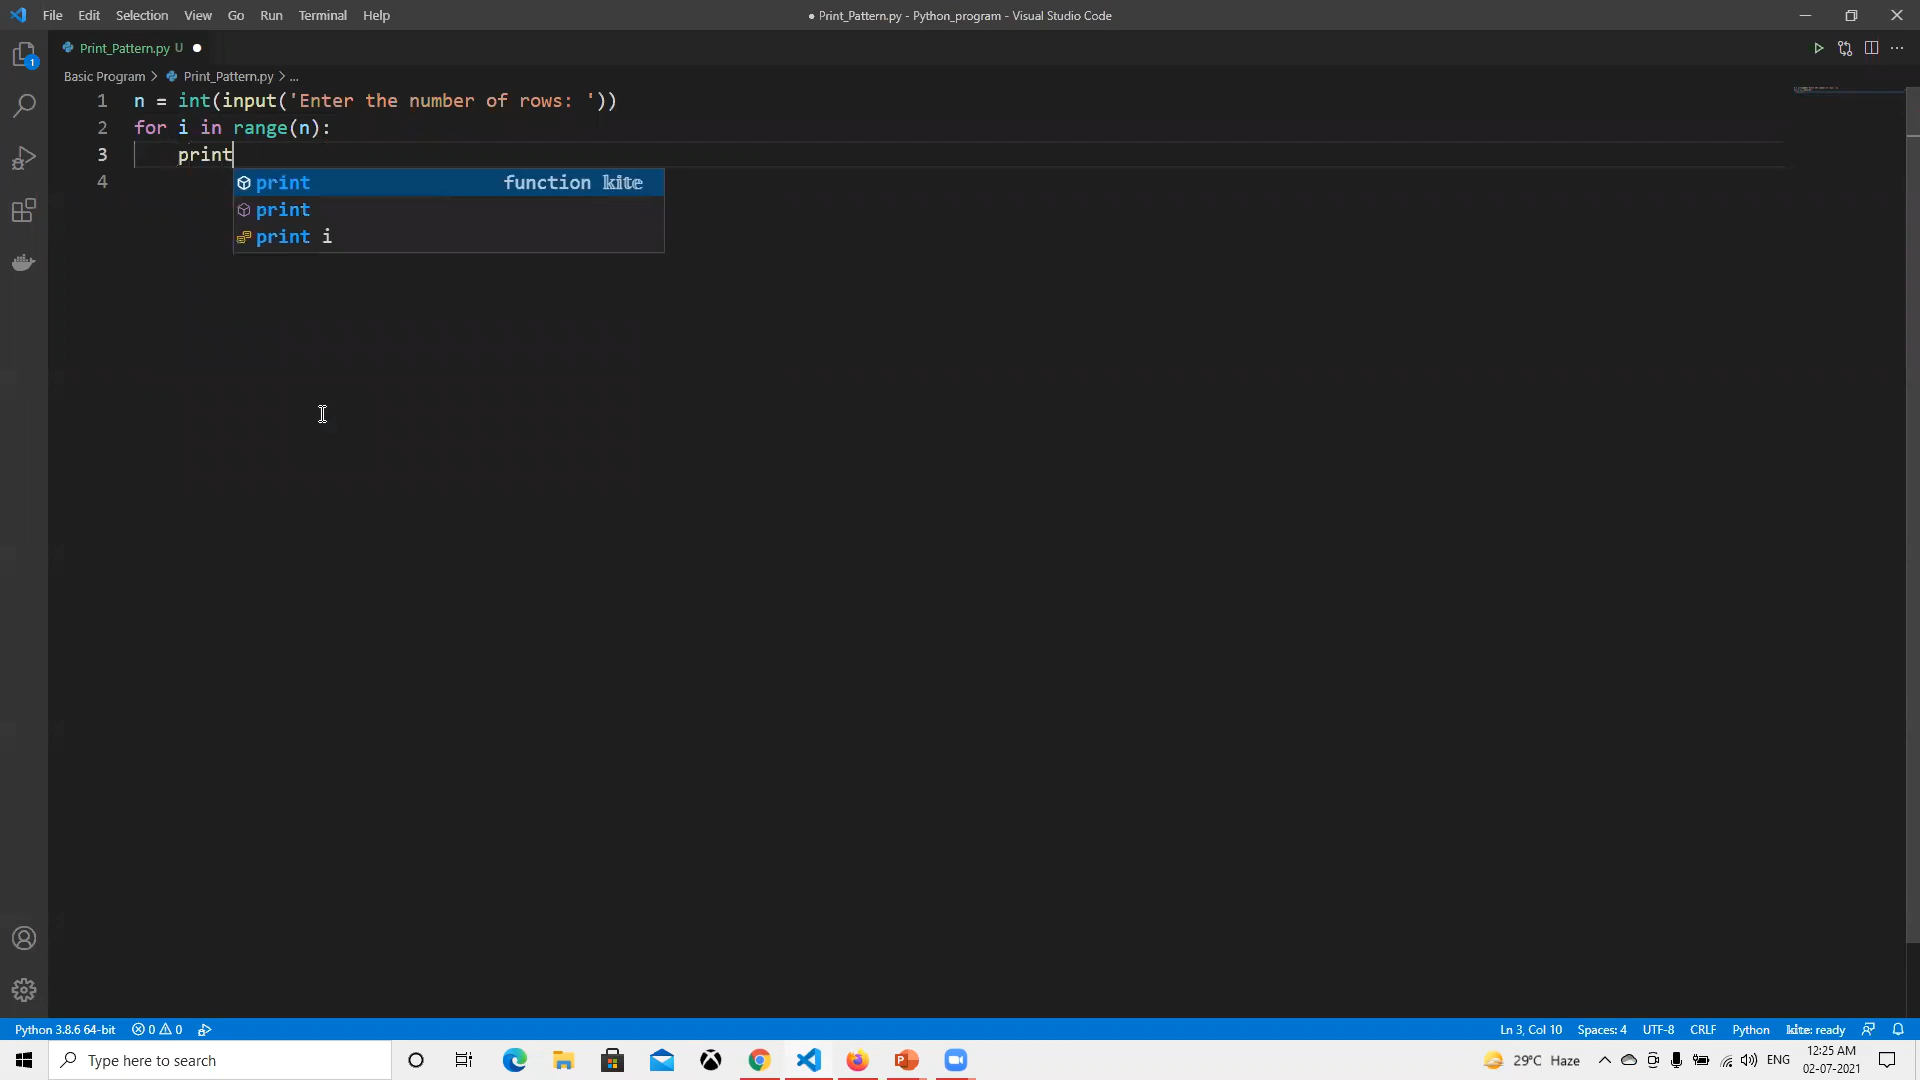 File Edit Selection View Go Run Terminal Help
● Print_Pattern.py - Python_program - Visual Studio Code
Print_Pattern.py U ●
Basic Program > Print_Pattern.py > ...
1 n = int(input('Enter the number of rows: '))
2 for i in range(n):
3 print
4
print function kite
print
print i
1
Python 3.8.6 64-bit 0 0
Ln 3, Col 10 Spaces: 4 UTF-8 CRLF Python kite: ready
Type here to search
29°C Haze
ENG
12:25 AM
02-07-2021